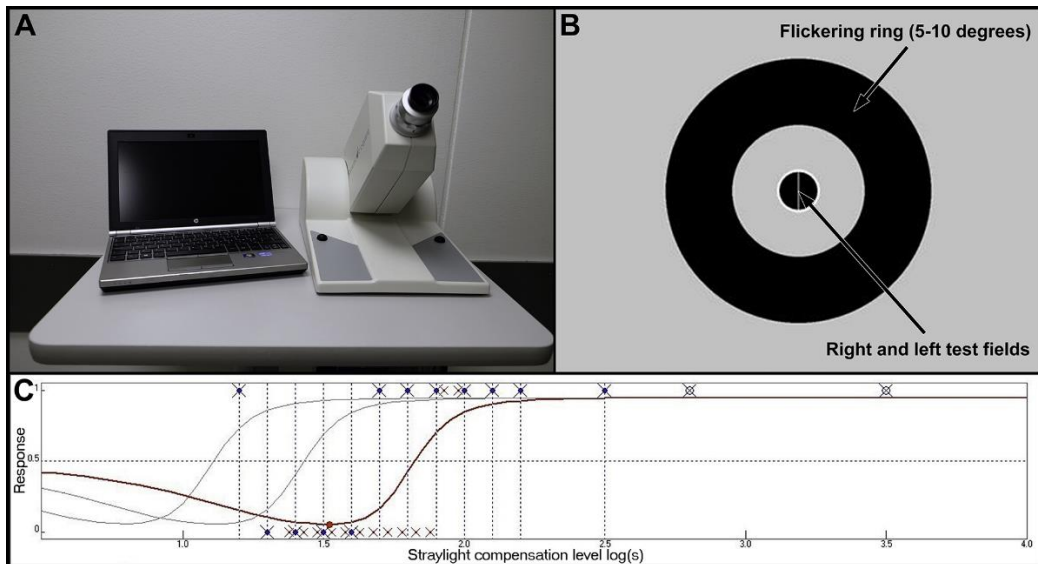 A
B
Flickering ring (5-10 degrees)
Right and left test fields
C
1
0.5
0
Response
1.0
1.5
2.0
2.5
3.0
3.5
4.0
Straylight compensation level log(s)